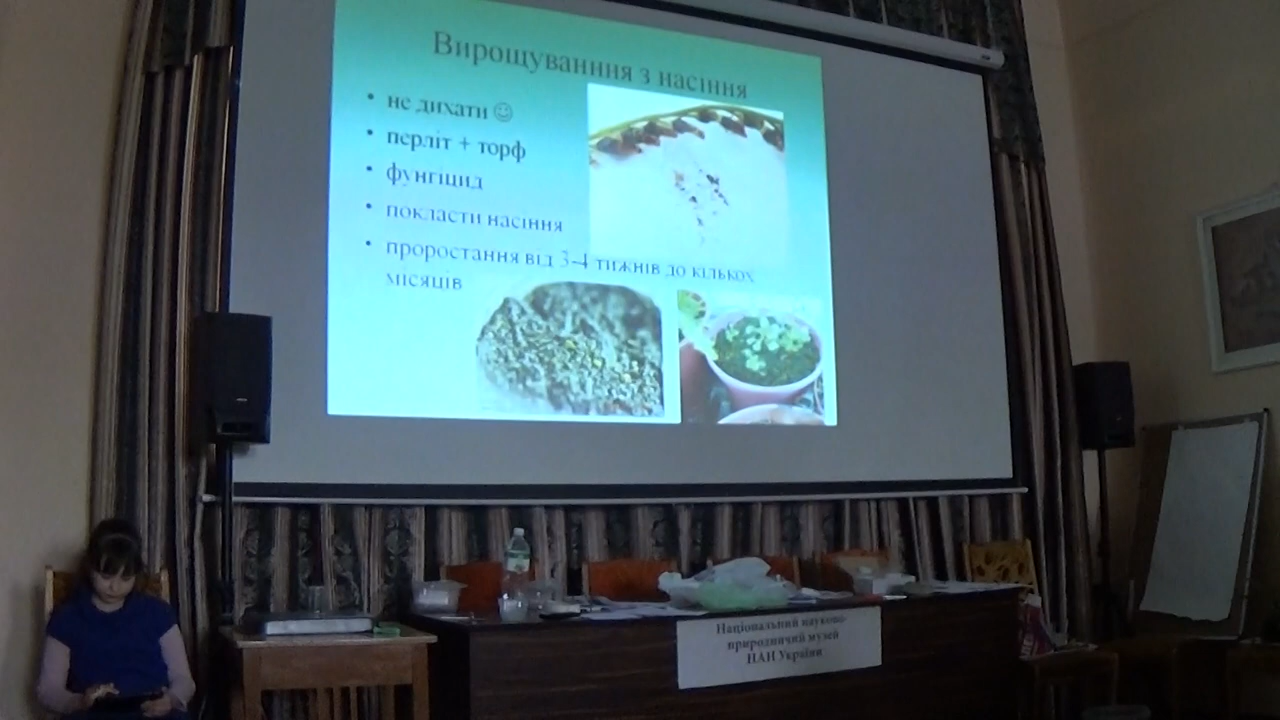 Вирощуванння з насіння
• не дихати ☺
• перліт + торф
• фунгіцид
• покласти насіння
• проростання від 3-4 тижнів до кількох
місяців
Національний науково-
природничий музей
НАН України